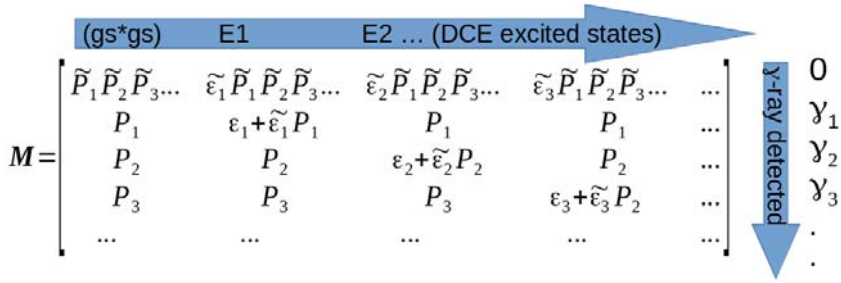 (gs*gs) E1 E2 ... (DCE excited states)
P̃₁P̃₂P̃₃... ε̃₁P̃₁P̃₂P̃₃... ε̃₂P̃₁P̃₂P̃₃... ε̃₃P̃₁P̃₂P̃₃... ... 0
P₁ ε₁+ε̃₁P₁ P₁ P₁ ... γ₁
M= P₂ P₂ ε₂+ε̃₂P₂ P₂ ... γ₂
P₃ P₃ P₃ ε₃+ε̃₃P₂ ... γ₃
... ... ... ... ... .
.
γ-ray detected